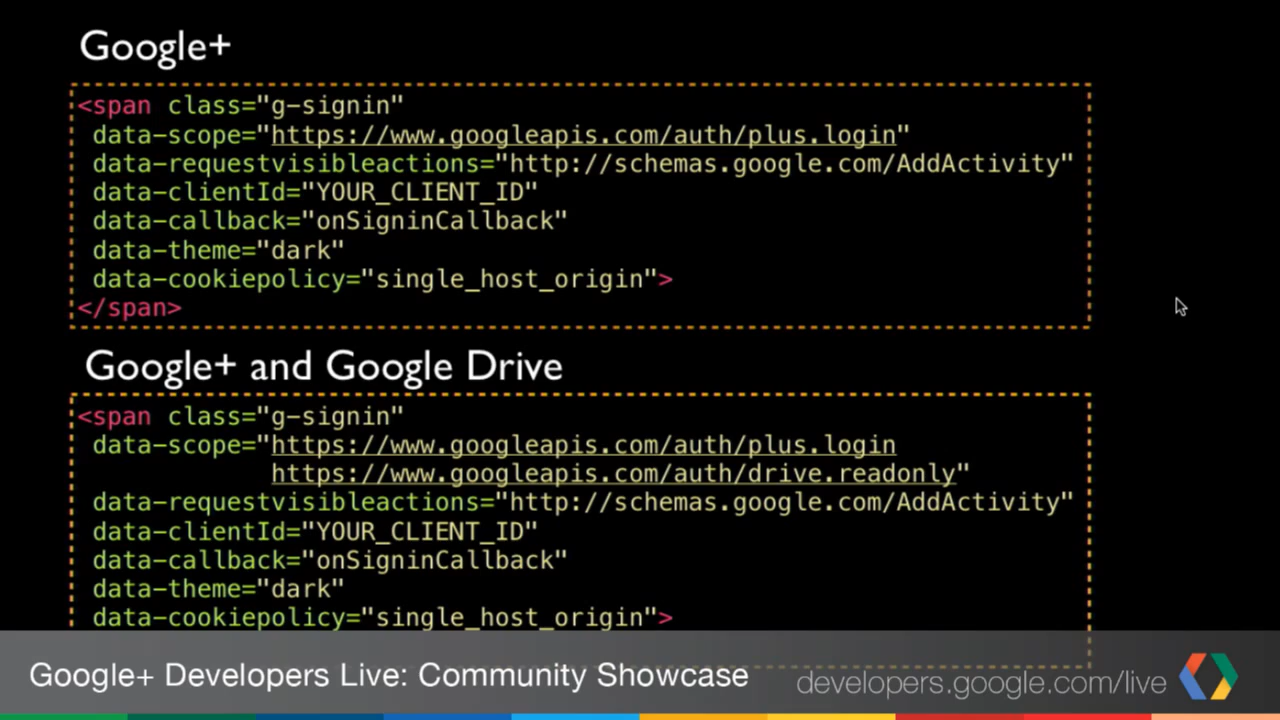 Google+
<span class="g-signin"
data-scope="https://www.googleapis.com/auth/plus.login"
data-requestvisibleactions="http://schemas.google.com/AddActivity"
data-clientId="YOUR_CLIENT_ID"
data-callback="onSigninCallback"
data-theme="dark"
data-cookiepolicy="single_host_origin">
</span>
Google+ and Google Drive
<span class="g-signin"
data-scope="https://www.googleapis.com/auth/plus.login
https://www.googleapis.com/auth/drive.readonly"
data-requestvisibleactions="http://schemas.google.com/AddActivity"
data-clientId="YOUR_CLIENT_ID"
data-callback="onSigninCallback"
data-theme="dark"
data-cookiepolicy="single_host_origin">
Google+ Developers Live: Community Showcase
developers.google.com/live